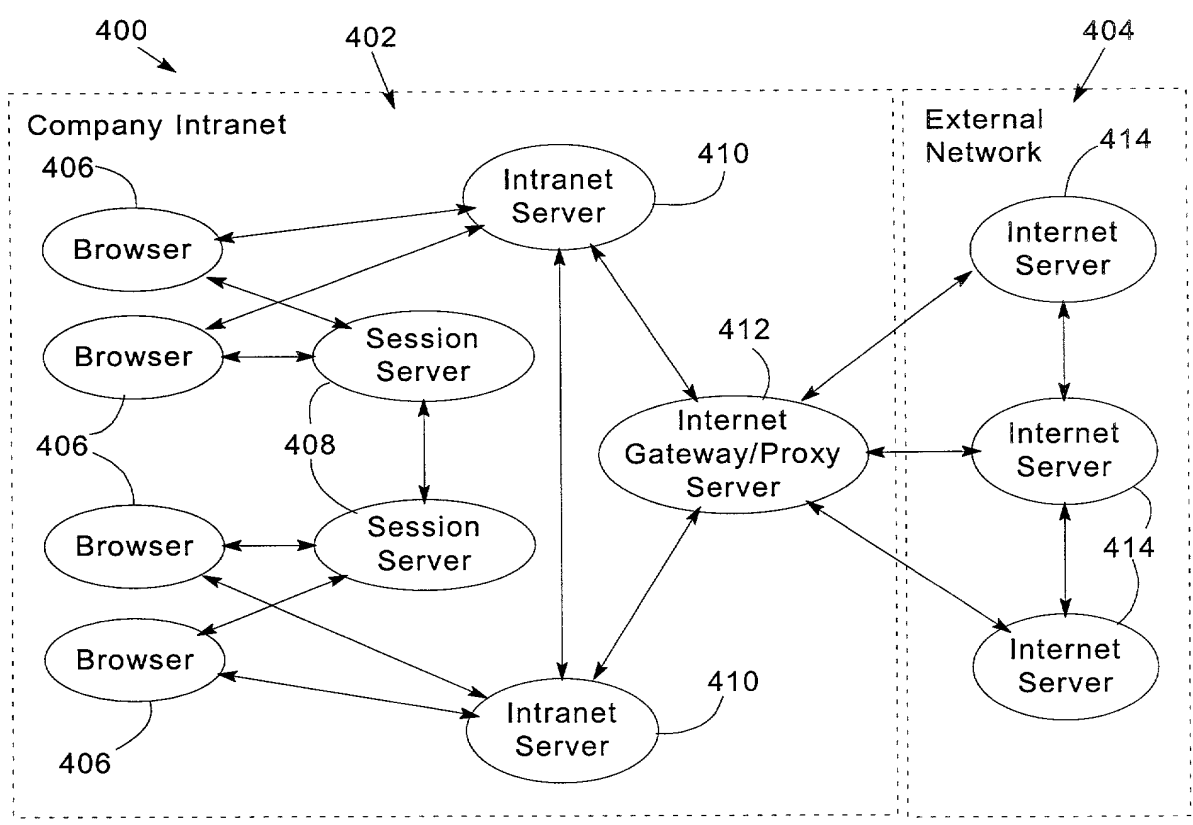 400
402
404
Company Intranet
External
Network
406
Intranet
Server
410
414
Browser
Internet
Server
Browser
Session
Server
412
406
408
Internet
Gateway/Proxy
Server
Internet
Server
Browser
Session
Server
414
Browser
Internet
Server
406
Intranet
Server
410